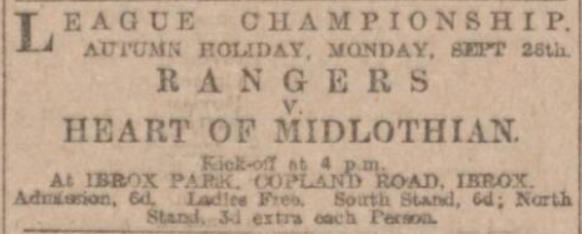 LEAGUE CHAMPIONSHIP.
AUTUMN HOLIDAY, MONDAY, SEPT 28th.
RANGERS
V.
HEART OF MIDLOTHIAN.
Kick-off at 4 p.m.
At IBROX PARK, COPLAND ROAD, IBROX.
Admission, 6d. Ladies Free. South Stand, 6d; North
Stand, 3d extra each Person.